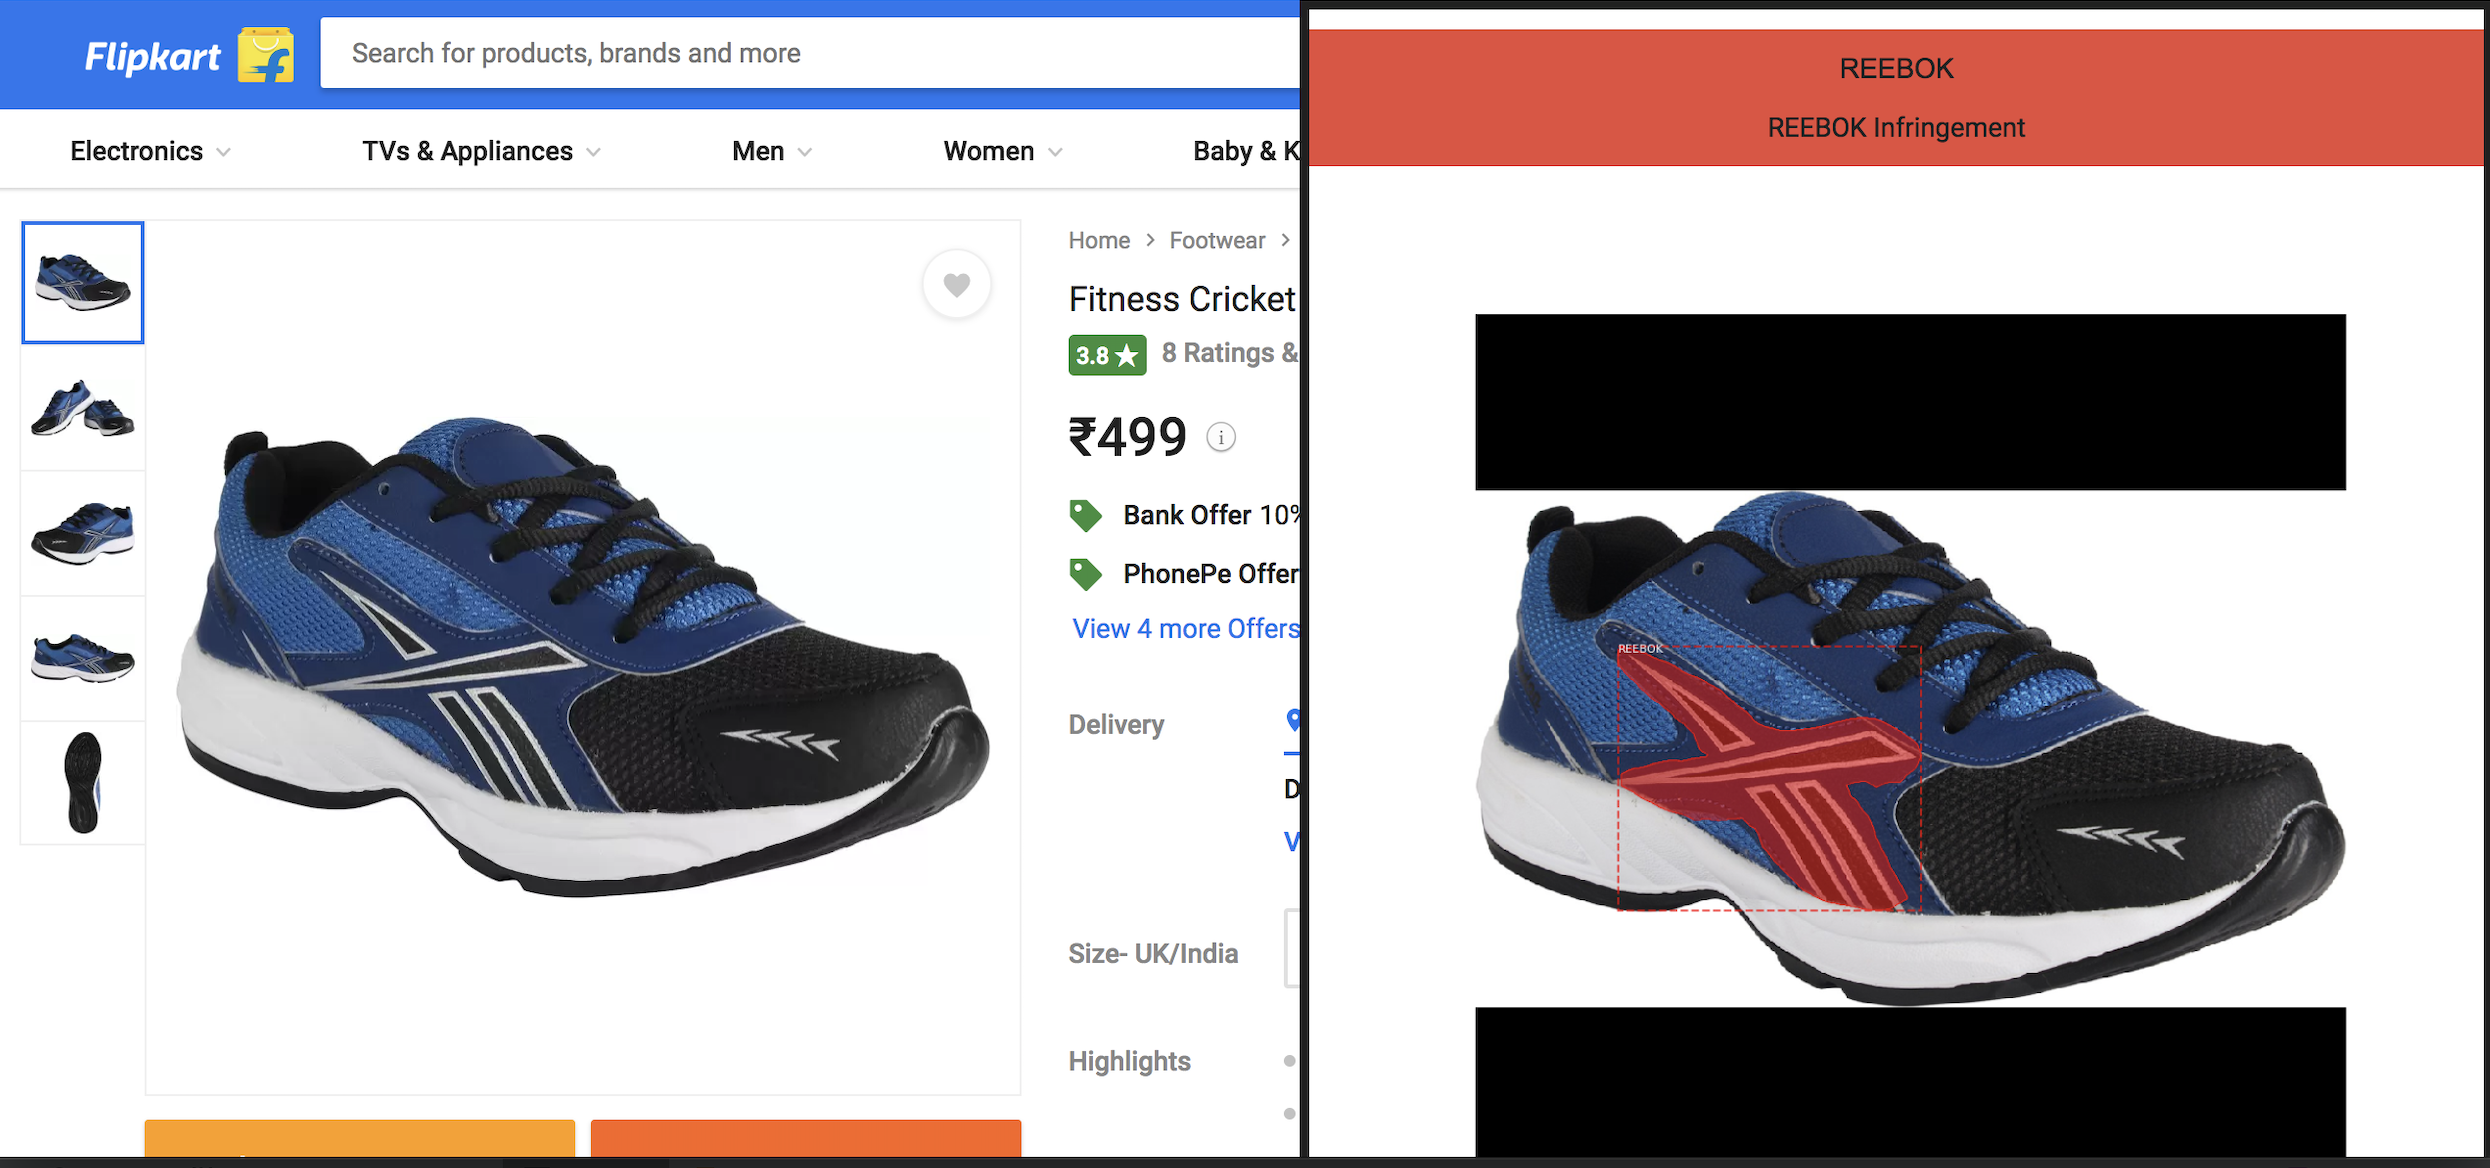 Flipkart
Search for products, brands and more
Electronics
TVs & Appliances
Men
Women
Baby & K
Home > Footwear >
Fitness Cricket
3.8 ★ 8 Ratings &
₹499
Bank Offer 10%
PhonePe Offer
View 4 more Offers
Delivery
D
V
Size- UK/India
Highlights
REEBOK
REEBOK Infringement
REEBOK